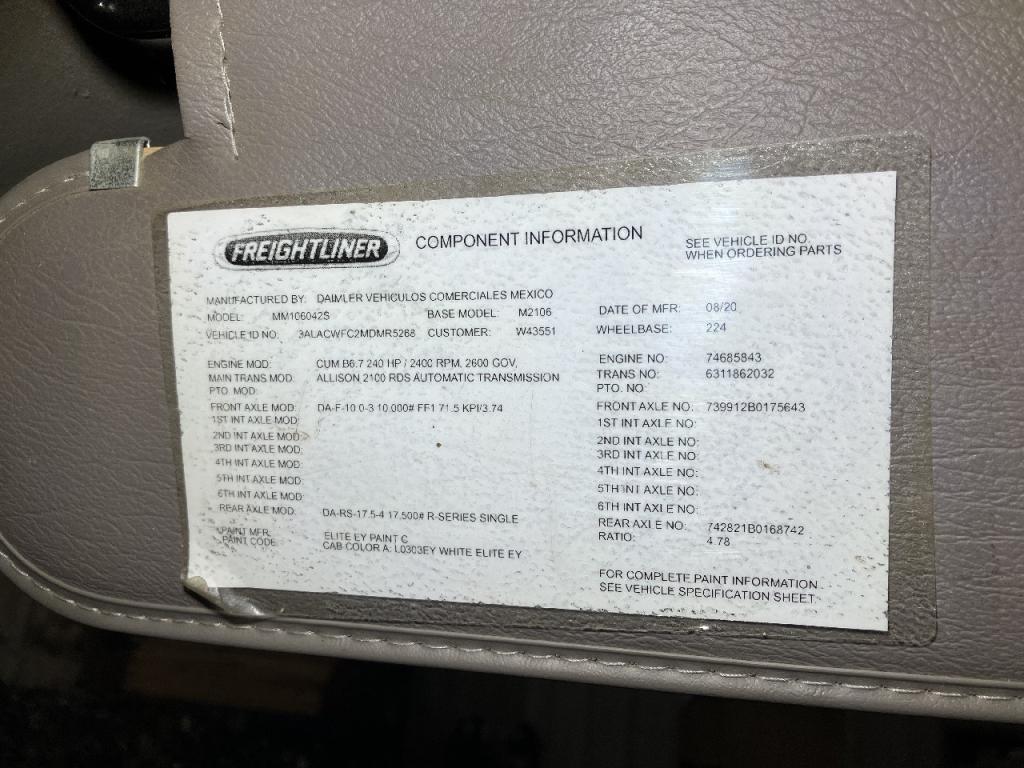 FREIGHTLINER COMPONENT INFORMATION
SEE VEHICLE ID NO.
WHEN ORDERING PARTS
MANUFACTURED BY: DAIMLER VEHICULOS COMERCIALES MEXICO
MODEL: MM106042S BASE MODEL: M2106 DATE OF MFR: 08/20
VEHICLE ID NO. 3ALACWFC2MDMR5268 CUSTOMER: W43551 WHEELBASE: 224
ENGINE MOD: CUM B6.7 240 HP / 2400 RPM, 2600 GOV, ENGINE NO: 74685843
MAIN TRANS MOD: ALLISON 2100 RDS AUTOMATIC TRANSMISSION TRANS NO: 6311862032
PTO. MOD: PTO. NO:
FRONT AXLE MOD: DA-F-10.0-3 10,000# FF1 71.5 KPI/3.74 FRONT AXLE NO: 739912B0175643
1ST INT AXLE MOD: 1ST INT AXLE NO:
2ND INT AXLE MOD: 2ND INT AXLE NO:
3RD INT AXLE MOD: 3RD INT AXLE NO:
4TH INT AXLE MOD: 4TH INT AXLE NO:
5TH INT AXLE MOD: 5TH INT AXLE NO:
6TH INT AXLE MOD: 6TH INT AXLE NO:
REAR AXLE MOD: DA-RS-17.5-4 17,500# R-SERIES SINGLE REAR AXLE NO: 742821B0168742
RATIO: 4.78
PAINT MFR: ELITE EY PAINT C
PAINT CODE: CAB COLOR A: L0303EY WHITE ELITE EY
FOR COMPLETE PAINT INFORMATION
SEE VEHICLE SPECIFICATION SHEET.